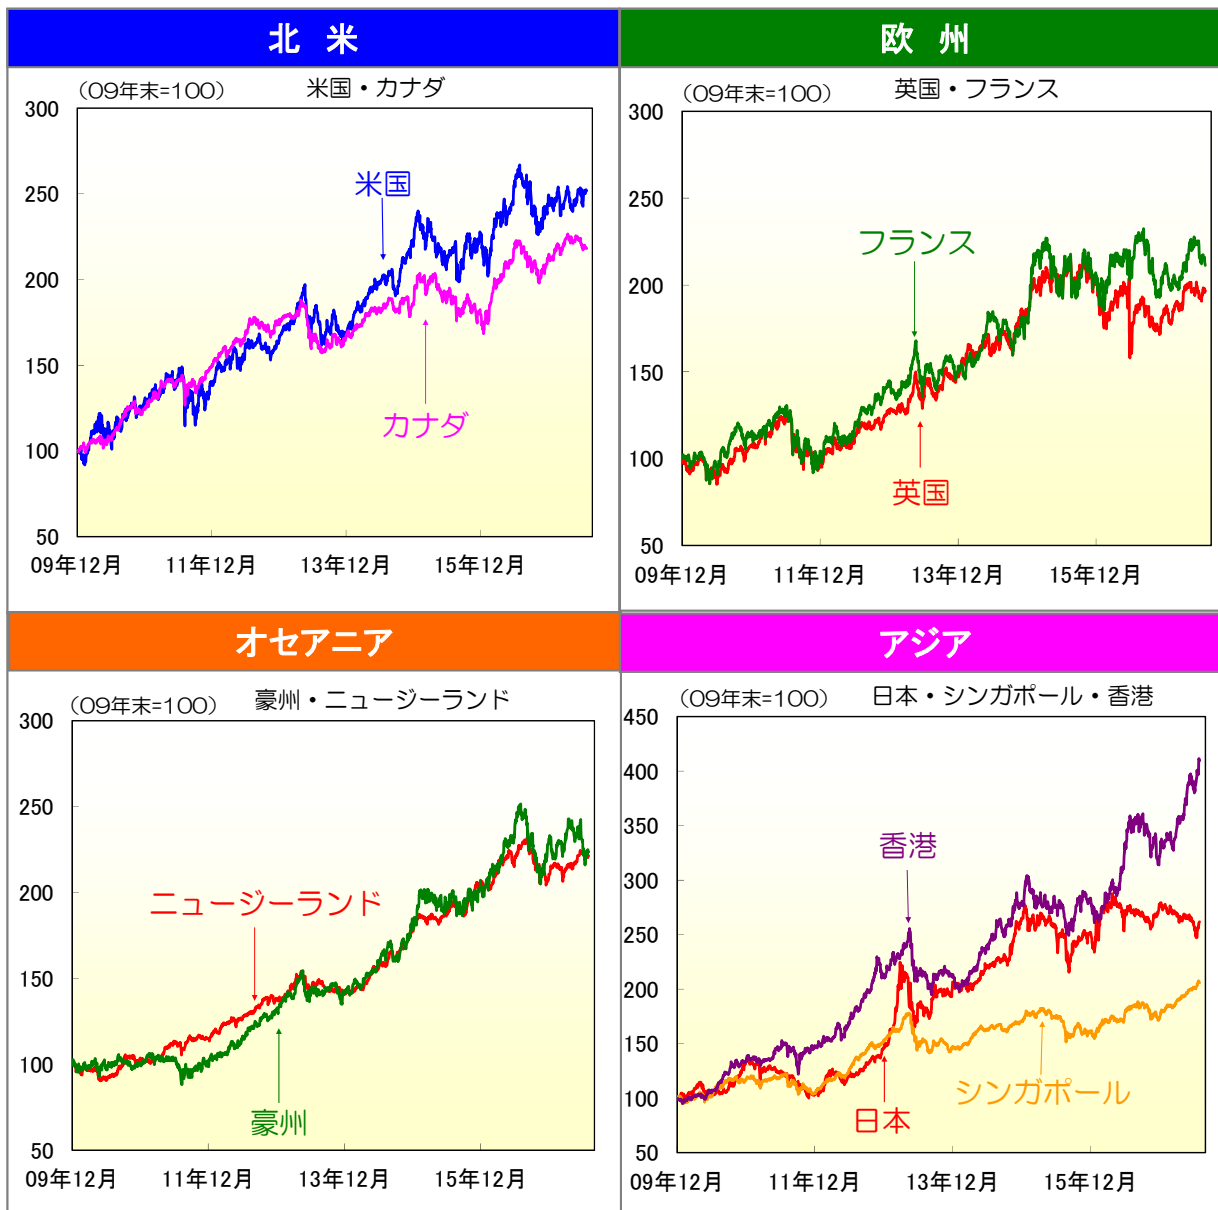 北 米
(09年末=100)
米国・カナダ
300
250
200
150
100
50
米国
カナダ
09年12月
11年12月
13年12月
15年12月
欧 州
(09年末=100)
英国・フランス
300
250
200
150
100
50
フランス
英国
09年12月
11年12月
13年12月
15年12月
オセアニア
(09年末=100)
豪州・ニュージーランド
300
250
200
150
100
50
ニュージーランド
豪州
09年12月
11年12月
13年12月
15年12月
アジア
(09年末=100)
日本・シンガポール・香港
450
400
350
300
250
200
150
100
50
香港
シンガポール
日本
09年12月
11年12月
13年12月
15年12月